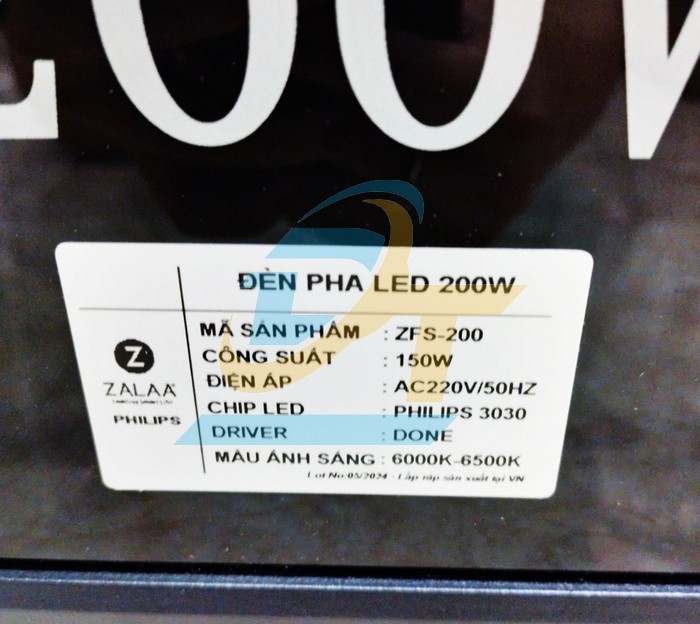 200W
ĐÈN PHA LED 200W
MÃ SẢN PHẨM : ZFS-200
CÔNG SUẤT : 150W
ĐIỆN ÁP : AC220V/50HZ
CHIP LED : PHILIPS 3030
DRIVER : DONE
MÀU ÁNH SÁNG : 6000K-6500K
Lot No:05/2024 - Lắp ráp sản xuất tại VN
Z
ZALAA
PHILIPS
DT